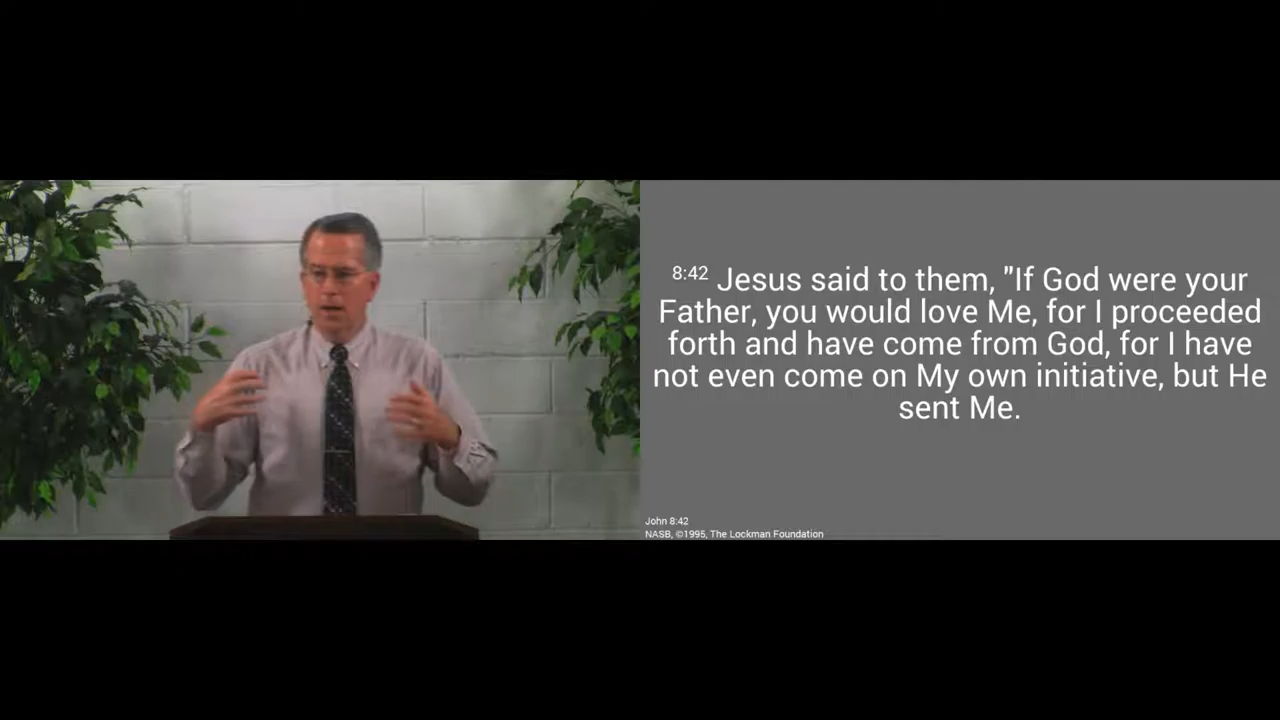 8:42 Jesus said to them, "If God were your
Father, you would love Me, for I proceeded
forth and have come from God, for I have
not even come on My own initiative, but He
sent Me.
John 8:42
NASB, ©1995, The Lockman Foundation